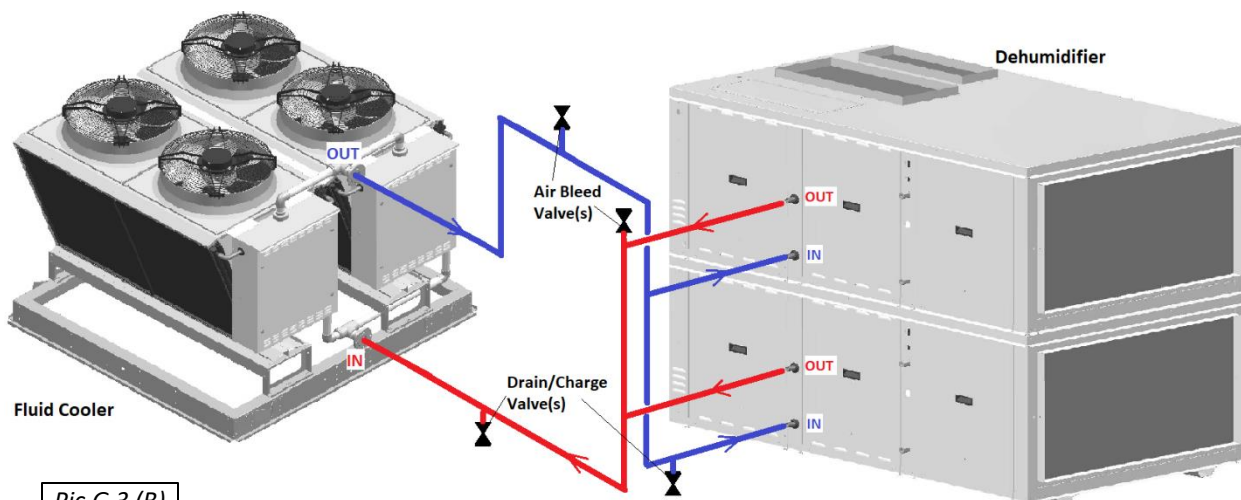 Dehumidifier
OUT
Air Bleed
Valve(s)
OUT
IN
OUT
IN
Drain/Charge
Valve(s)
IN
Fluid Cooler
Pic G.3 (B)